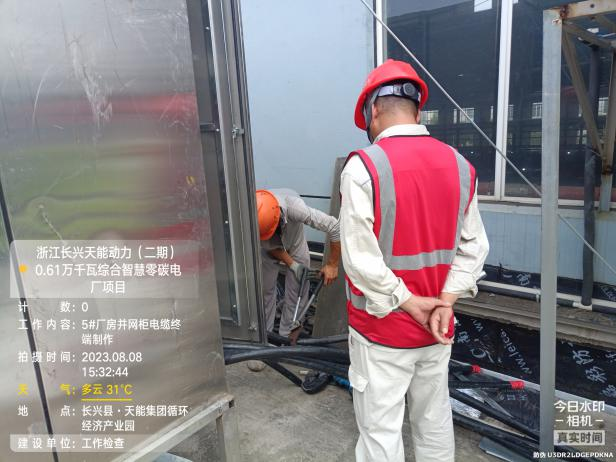 浙江长兴天能动力（二期）
0.61万千瓦综合智慧零碳电
厂项目
计 数：0
工作内容：5#厂房并网柜电缆终
端制作
拍摄时间：2023.08.08
15:32:44
天 气：多云 31℃
地 点：长兴县·天能集团循环
经济产业园
建设单位：工作检查
今日水印
-相机-
真实时间
防伪 U3DR2LDGEPDKNA